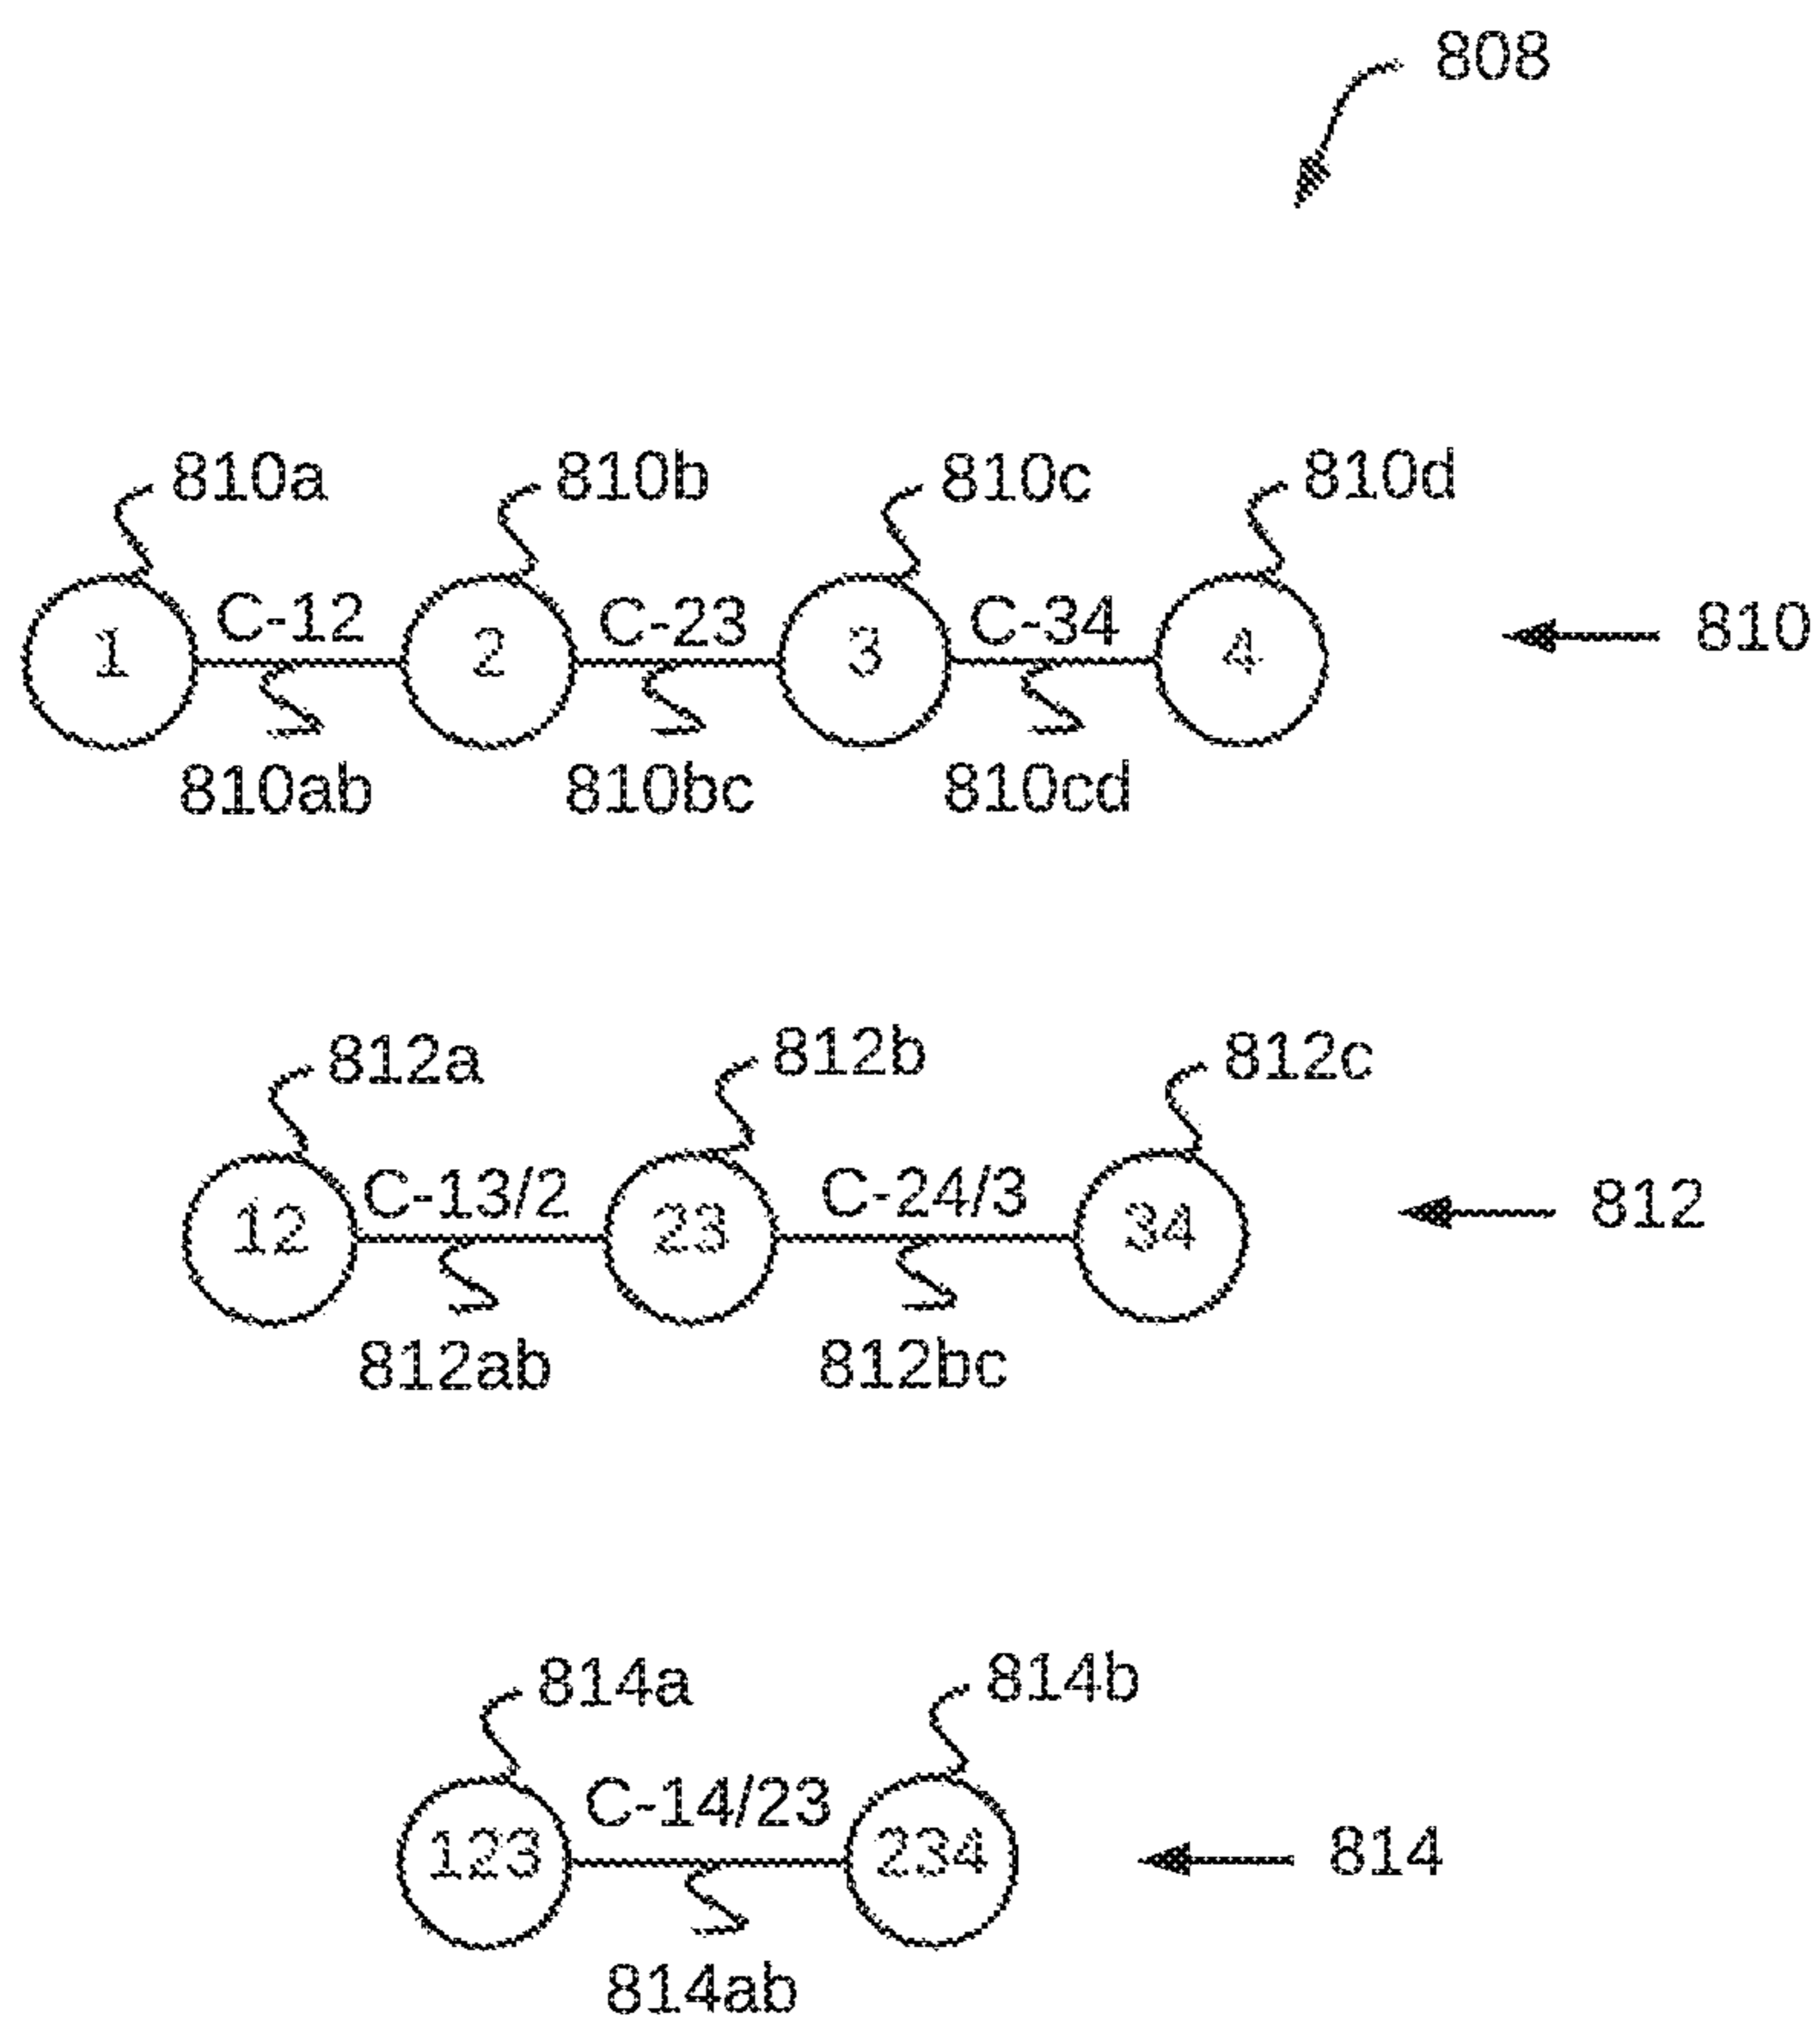 808
810a 810b 810c 810d
C-12 C-23 C-34
1 2 3 4 810
810ab 810bc 810cd
812a 812b 812c
C-13/2 C-24/3
12 23 34 812
812ab 812bc
814a 814b
C-14/23
123 234 814
814ab